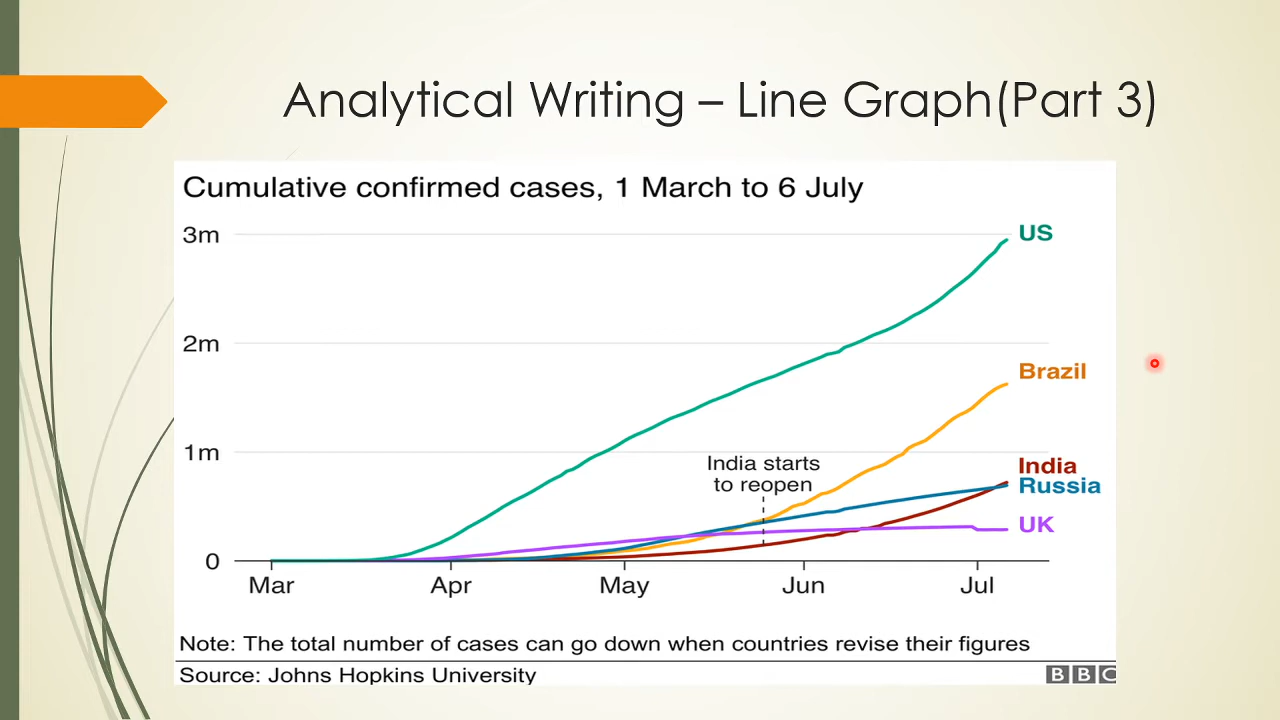 Analytical Writing – Line Graph(Part 3)
Cumulative confirmed cases, 1 March to 6 July
3m
US
2m
Brazil
1m
India starts
to reopen
India
Russia
UK
0
Mar Apr May Jun Jul
Note: The total number of cases can go down when countries revise their figures
Source: Johns Hopkins University
BBC